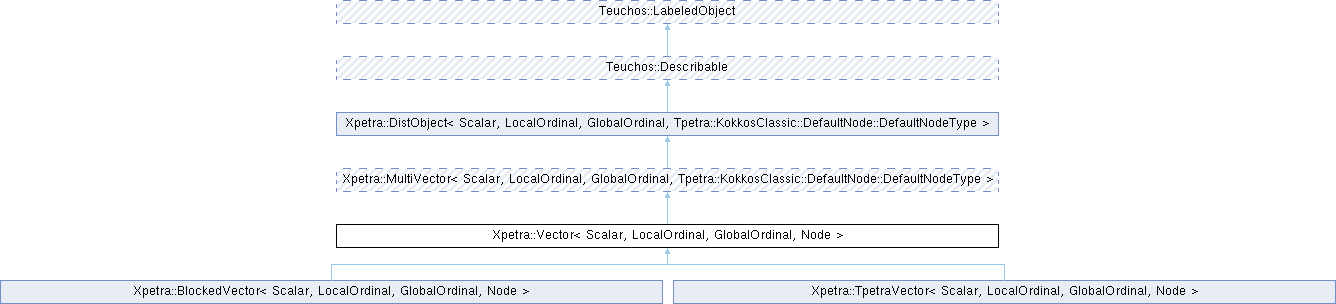 Teuchos::LabeledObject
Teuchos::Describable
Xpetra::DistObject< Scalar, LocalOrdinal, GlobalOrdinal, Tpetra::KokkosClassic::DefaultNode::DefaultNodeType >
Xpetra::MultiVector< Scalar, LocalOrdinal, GlobalOrdinal, Tpetra::KokkosClassic::DefaultNode::DefaultNodeType >
Xpetra::Vector< Scalar, LocalOrdinal, GlobalOrdinal, Node >
Xpetra::BlockedVector< Scalar, LocalOrdinal, GlobalOrdinal, Node >
Xpetra::TpetraVector< Scalar, LocalOrdinal, GlobalOrdinal, Node >